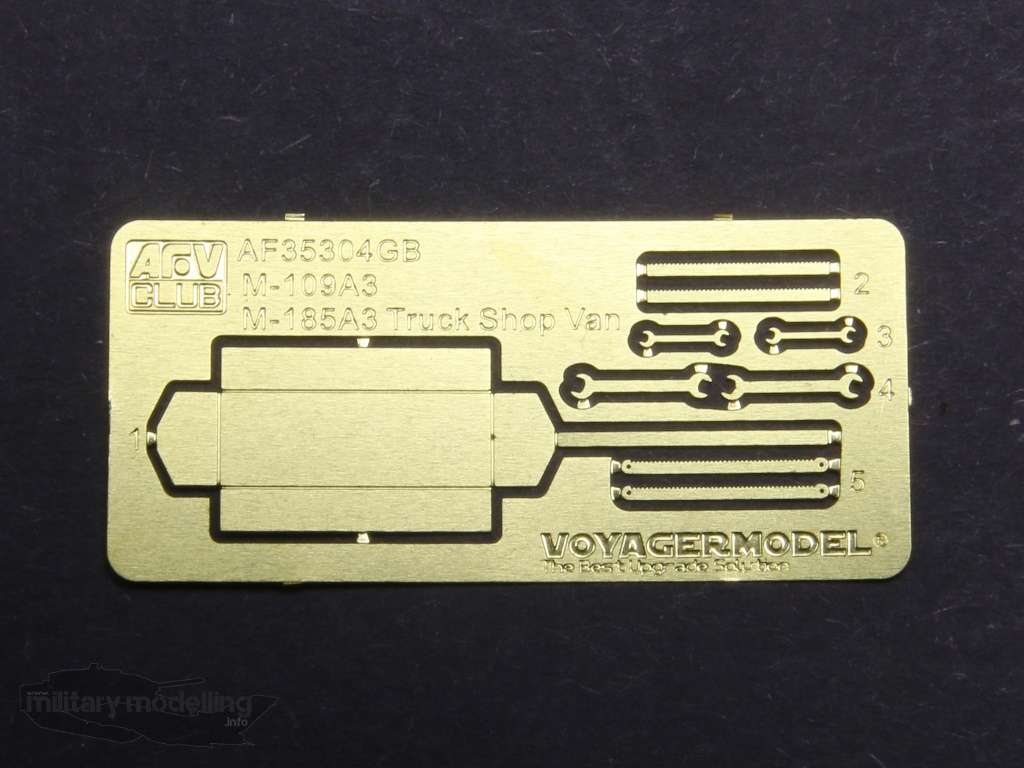 AFV CLUB
AF35304GB
M-109A3
M-185A3 Truck Shop Van
1
2
3
4
5
VOYAGERMODEL®
The Best Upgrade Solution
www.
military-modelling
.info